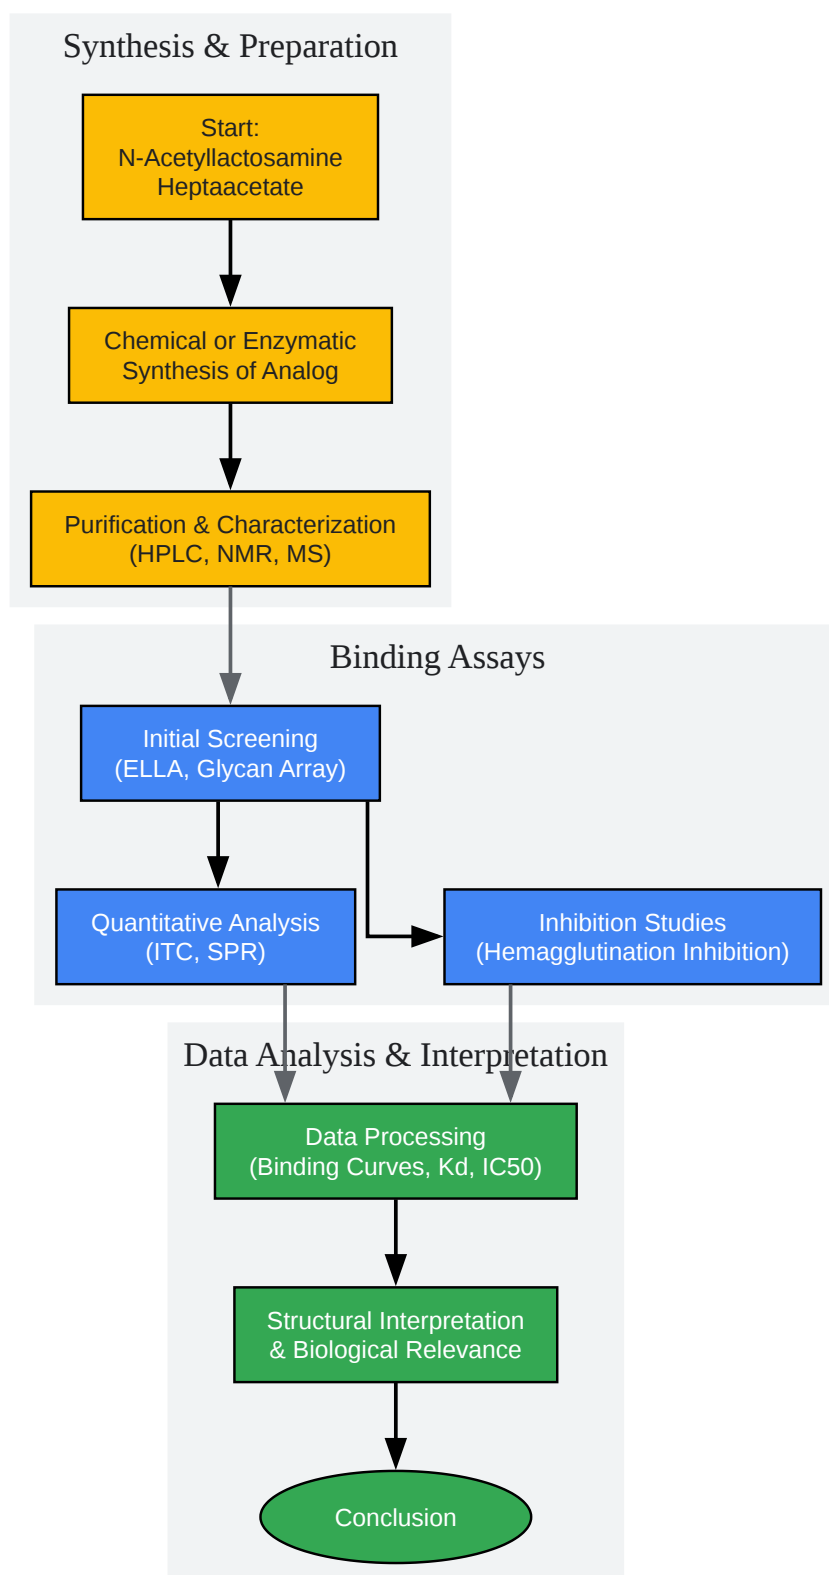 Synthesis & Preparation
Start:
N-Acetyllactosamine
Heptaacetate
Chemical or Enzymatic
Synthesis of Analog
Purification & Characterization
(HPLC, NMR, MS)
Binding Assays
Initial Screening
(ELLA, Glycan Array)
Quantitative Analysis
(ITC, SPR)
Inhibition Studies
(Hemagglutination Inhibition)
Data Analysis & Interpretation
Data Processing
(Binding Curves, Kd, IC50)
Structural Interpretation
& Biological Relevance
Conclusion